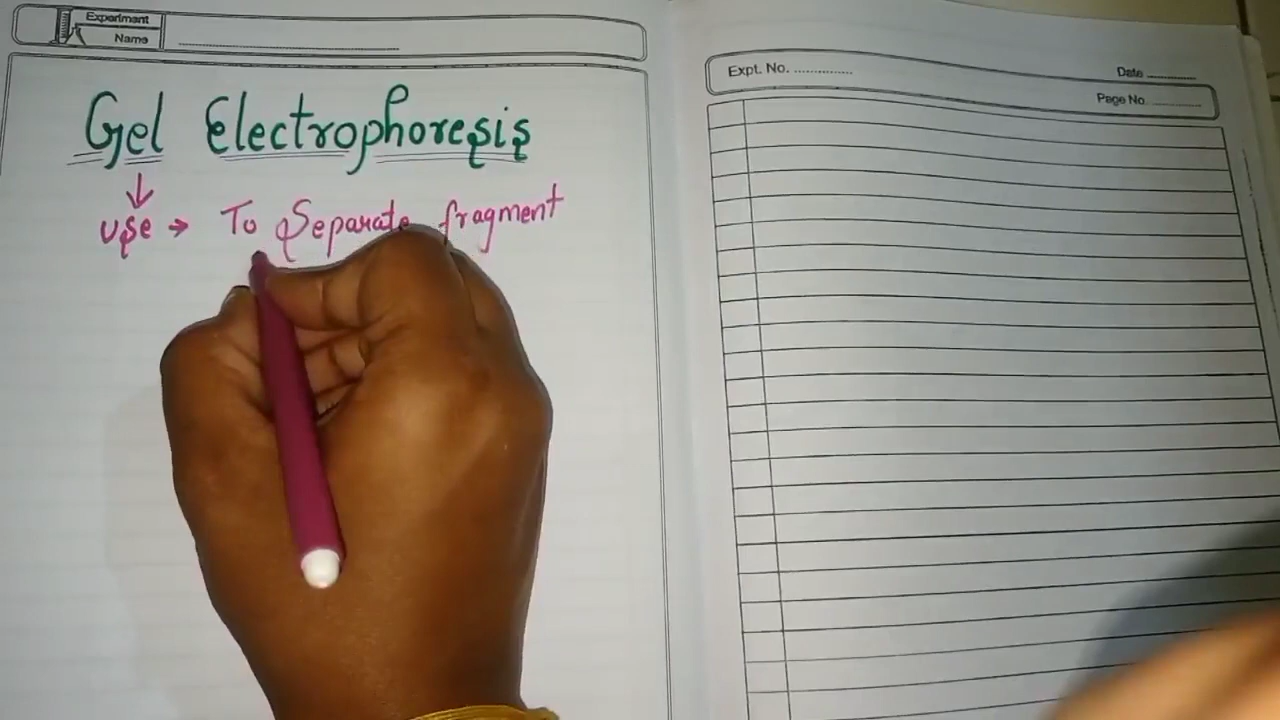 Experiment
Name
Gel Electrophoresis
use → To Separate fragment
Expt. No. ..............
Date ............
Page No. ............